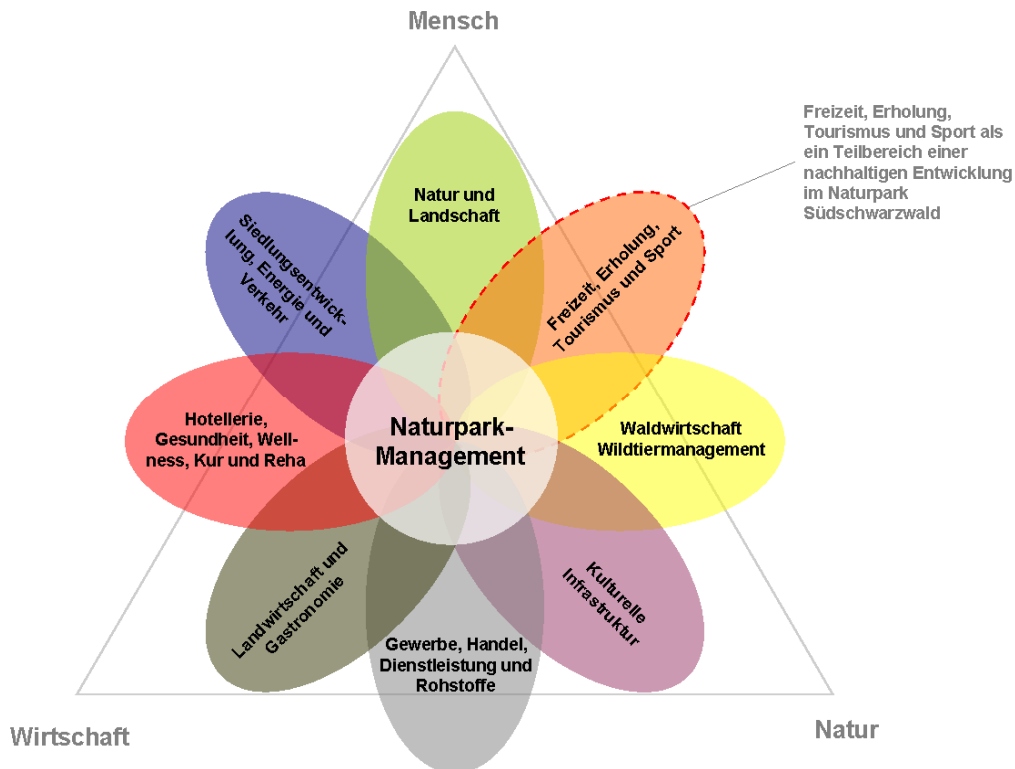 Mensch
Freizeit, Erholung,
Tourismus und Sport als
ein Teilbereich einer
nachhaltigen Entwicklung
im Naturpark
Südschwarzwald
Natur und
Landschaft
Siedlungsentwick-
lung, Energie und
Verkehr
Freizeit, Erholung,
Tourismus und Sport
Hotellerie,
Gesundheit, Well-
ness, Kur und Reha
Naturpark-
Management
Waldwirtschaft
Wildtiermanagement
Landwirtschaft und
Gastronomie
Gewerbe, Handel,
Dienstleistung und
Rohstoffe
Kulturelle
Infrastruktur
Wirtschaft
Natur